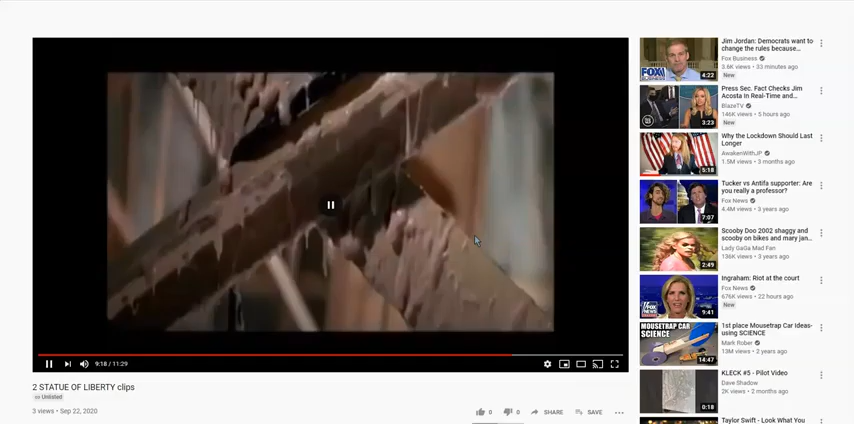 9:18 / 11:29
2 STATUE OF LIBERTY clips
Unlisted
3 views • Sep 22, 2020
0
0
SHARE
SAVE
Jim Jordan: Democrats want to
change the rules because...
Fox Business
3.6K views • 33 minutes ago
New
FOX
BUSINESS
4:22
Press Sec. Fact Checks Jim
Acosta In Real-Time and...
BlazeTV
146K views • 5 hours ago
New
3:23
Why the Lockdown Should Last
Longer
AwakenWithJP
1.5M views • 3 months ago
5:18
Tucker vs Antifa supporter: Are
you really a professor?
Fox News
4.4M views • 3 years ago
7:07
Scooby Doo 2002 shaggy and
scooby on bikes and mary jan...
Lady GaGa Mad Fan
136K views • 3 years ago
2:49
Ingraham: Riot at the court
Fox News
676K views • 22 hours ago
New
FOX
NEWS
9:41
1st place Mousetrap Car Ideas-
using SCIENCE
Mark Rober
13M views • 2 years ago
MOUSETRAP CAR
SCIENCE
14:47
KLECK #5 - Pilot Video
Dave Shadow
2K views • 2 months ago
0:18
Taylor Swift - Look What You